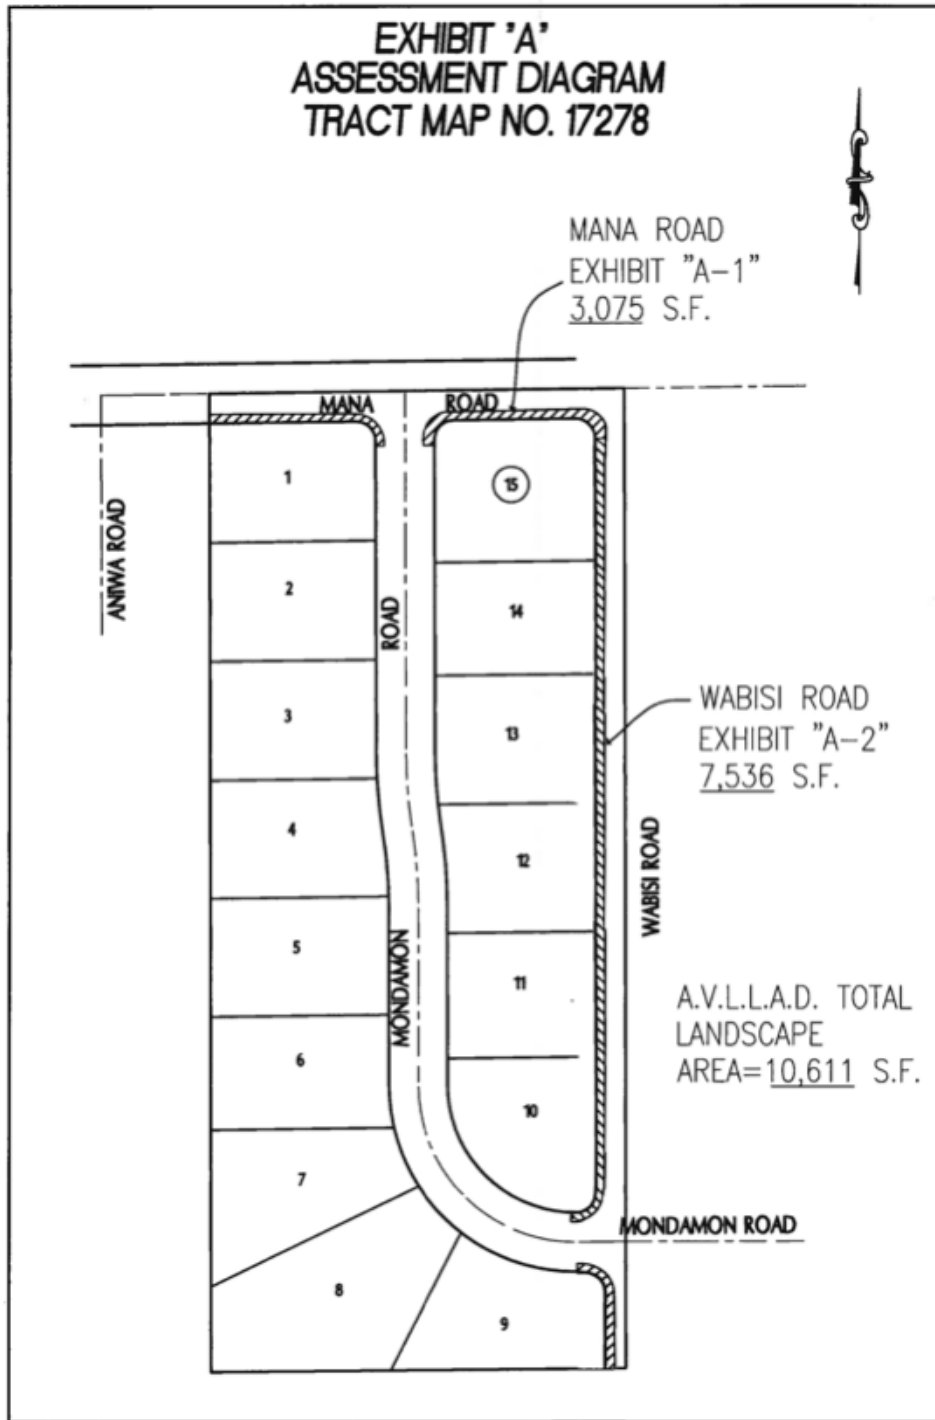 EXHIBIT "A"
ASSESSMENT DIAGRAM
TRACT MAP NO. 17278
MANA ROAD
EXHIBIT "A-1"
3,075 S.F.
MANA ROAD
ANIWA ROAD
1
2
3
4
5
6
7
8
9
ROAD
MONDAMON
15
14
13
12
11
10
WABISI ROAD
EXHIBIT "A-2"
7,536 S.F.
WABISI ROAD
A.V.L.L.A.D. TOTAL
LANDSCAPE
AREA=10,611 S.F.
MONDAMON ROAD